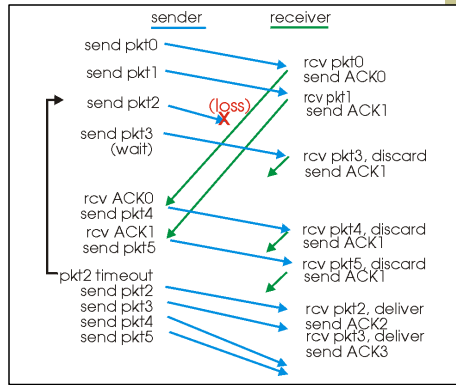 sender
receiver
send pkt0
send pkt1
send pkt2
send pkt3
(wait)
(loss)
X
rcv pkt0
send ACK0
rcv pkt1
send ACK1
rcv pkt3, discard
send ACK1
rcv ACK0
send pkt4
rcv ACK1
send pkt5
rcv pkt4, discard
send ACK1
rcv pkt5, discard
send ACK1
pkt2 timeout
send pkt2
send pkt3
send pkt4
send pkt5
rcv pkt2, deliver
send ACK2
rcv pkt3, deliver
send ACK3